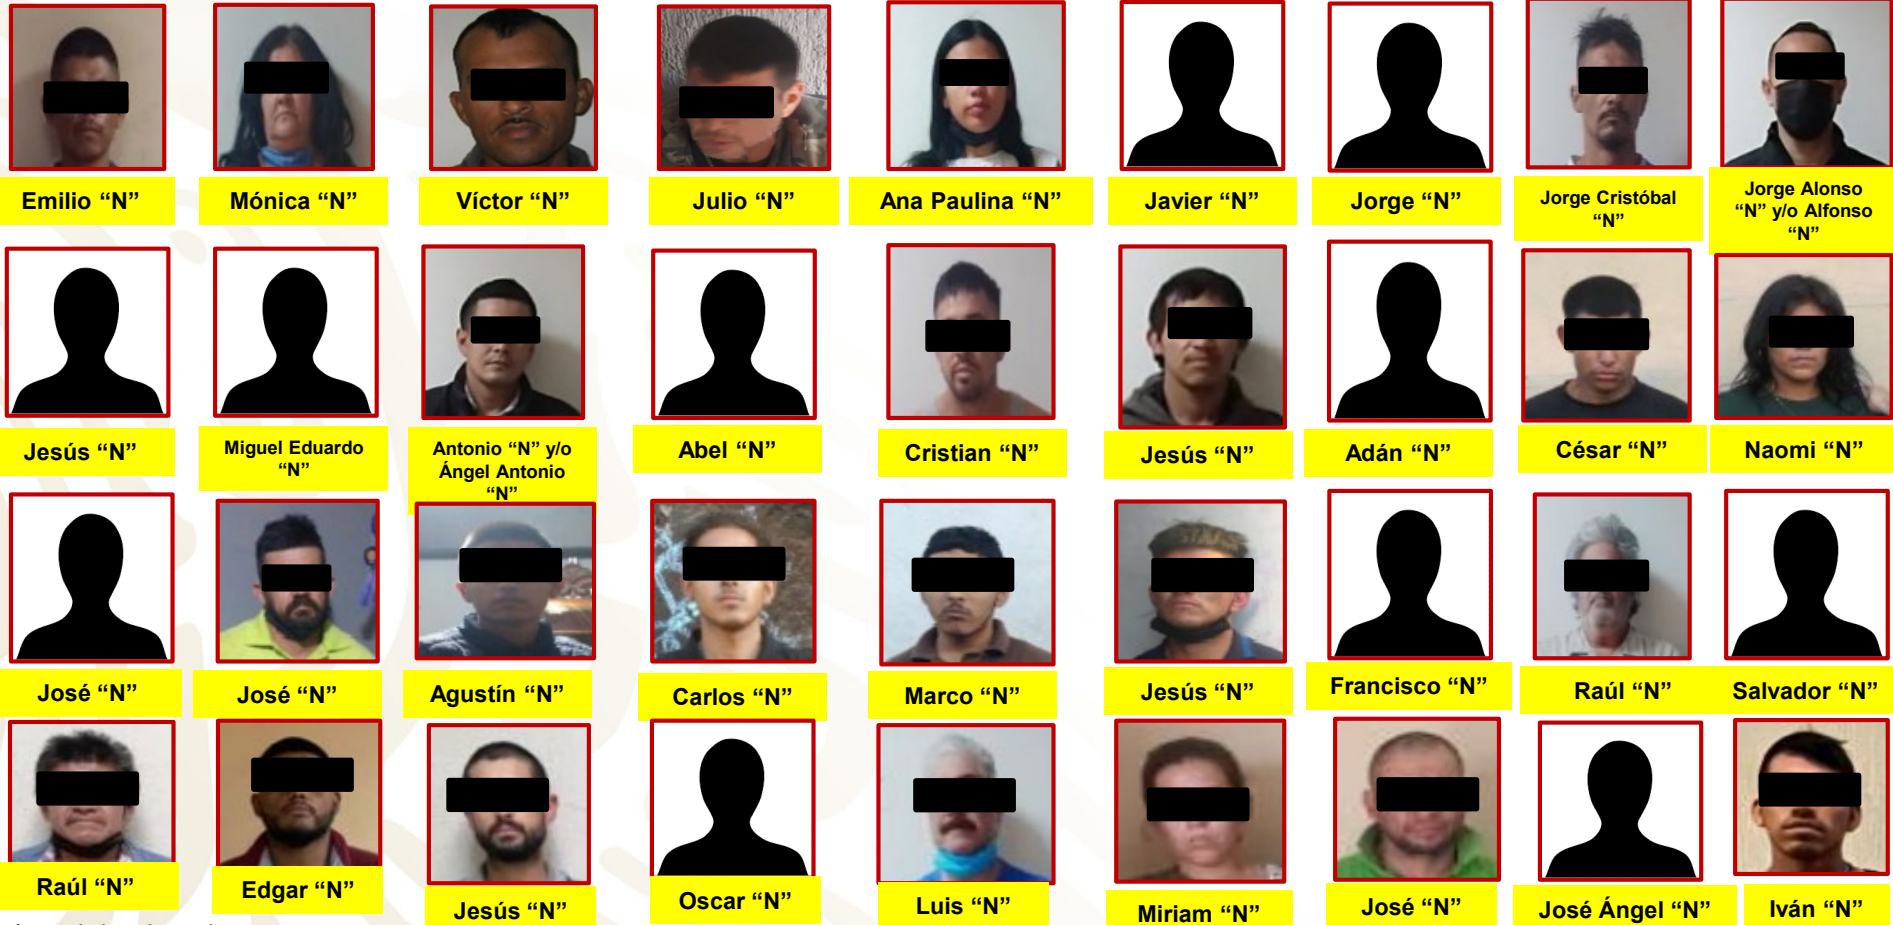 Emilio “N”
Mónica “N”
Víctor “N”
Julio “N”
Ana Paulina “N”
Javier “N”
Jorge “N”
Jorge Cristóbal
“N”
Jorge Alonso
“N” y/o Alfonso
“N”
Jesús “N”
Miguel Eduardo
“N”
Antonio “N” y/o
Ángel Antonio
“N”
Abel “N”
Cristian “N”
Jesús “N”
Adán “N”
César “N”
Naomi “N”
José “N”
José “N”
Agustín “N”
Carlos “N”
Marco “N”
Jesús “N”
Francisco “N”
Raúl “N”
Salvador “N”
Raúl “N”
Edgar “N”
Jesús “N”
Oscar “N”
Luis “N”
Miriam “N”
José “N”
José Ángel “N”
Iván “N”